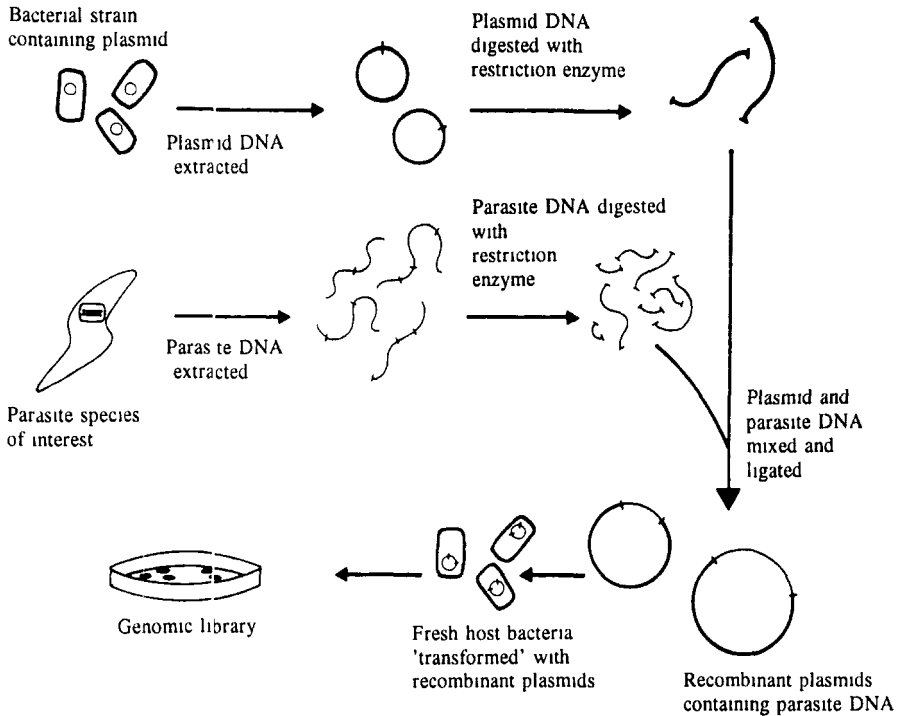 Bacterial strain
containing plasmid
Plasmid DNA
extracted
Plasmid DNA
digested with
restriction enzyme
Parasite species
of interest
Parasite DNA
extracted
Parasite DNA digested
with
restriction
enzyme
Plasmid and
parasite DNA
mixed and
ligated
Recombinant plasmids
containing parasite DNA
Fresh host bacteria
'transformed' with
recombinant plasmids
Genomic library